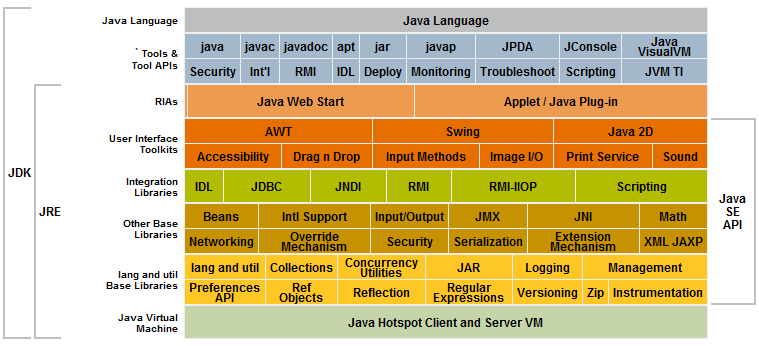 Java Language Java Language
` Tools & Tool APIs
java javac javadoc apt jar javap JPDA JConsole Java VisualVM
Security Int'l RMI IDL Deploy Monitoring Troubleshoot Scripting JVM TI
RIAs Java Web Start Applet / Java Plug-in
User Interface Toolkits
AWT Swing Java 2D
Accessibility Drag n Drop Input Methods Image I/O Print Service Sound
Integration Libraries
IDL JDBC JNDI RMI RMI-IIOP Scripting
Other Base Libraries
Beans Intl Support Input/Output JMX JNI Math
Networking Override Mechanism Security Serialization Extension Mechanism XML JAXP
lang and util Base Libraries
lang and util Collections Concurrency Utilities JAR Logging Management
Preferences API Ref Objects Reflection Regular Expressions Versioning Zip Instrumentation
Java Virtual Machine
Java Hotspot Client and Server VM
JDK
JRE
Java SE API